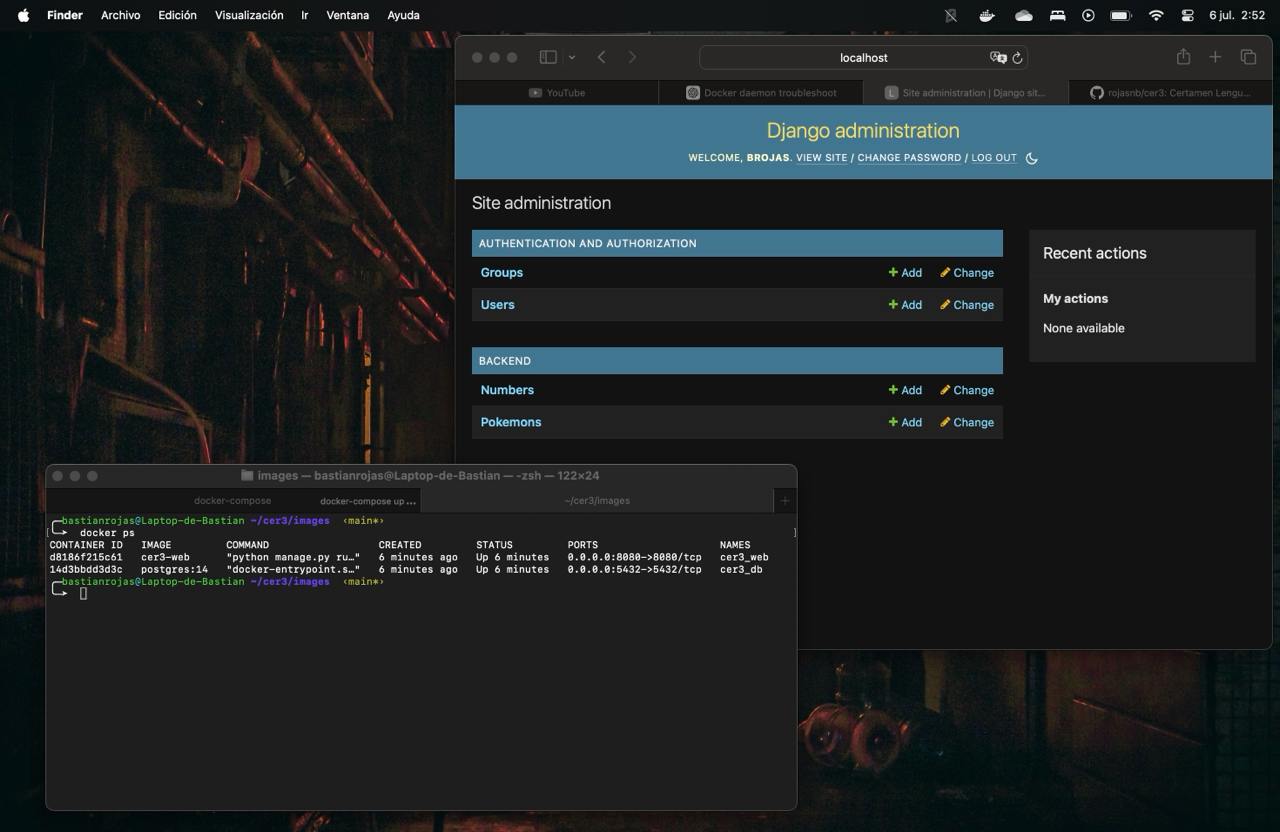 Finder Archivo Edición Visualización Ir Ventana Ayuda 6 jul. 2:52
localhost
YouTube Docker daemon troubleshoot L Site administration | Django sit... rojasnb/cer3: Certamen Lengu...
Django administration
WELCOME, BROJAS. VIEW SITE / CHANGE PASSWORD / LOG OUT
Site administration
AUTHENTICATION AND AUTHORIZATION
Groups Add Change
Users Add Change
BACKEND
Numbers Add Change
Pokemons Add Change
Recent actions
My actions
None available
images — bastianrojas@Laptop-de-Bastian — -zsh — 122×24
docker-compose docker-compose up ... ~/cer3/images
bastianrojas@Laptop-de-Bastian ~/cer3/images ‹main*›
docker ps
CONTAINER ID IMAGE COMMAND CREATED STATUS PORTS NAMES
d8186f215c61 cer3-web "python manage.py ru…" 6 minutes ago Up 6 minutes 0.0.0.0:8080->8080/tcp cer3_web
14d3bbdd3d3c postgres:14 "docker-entrypoint.s…" 6 minutes ago Up 6 minutes 0.0.0.0:5432->5432/tcp cer3_db
bastianrojas@Laptop-de-Bastian ~/cer3/images ‹main*›